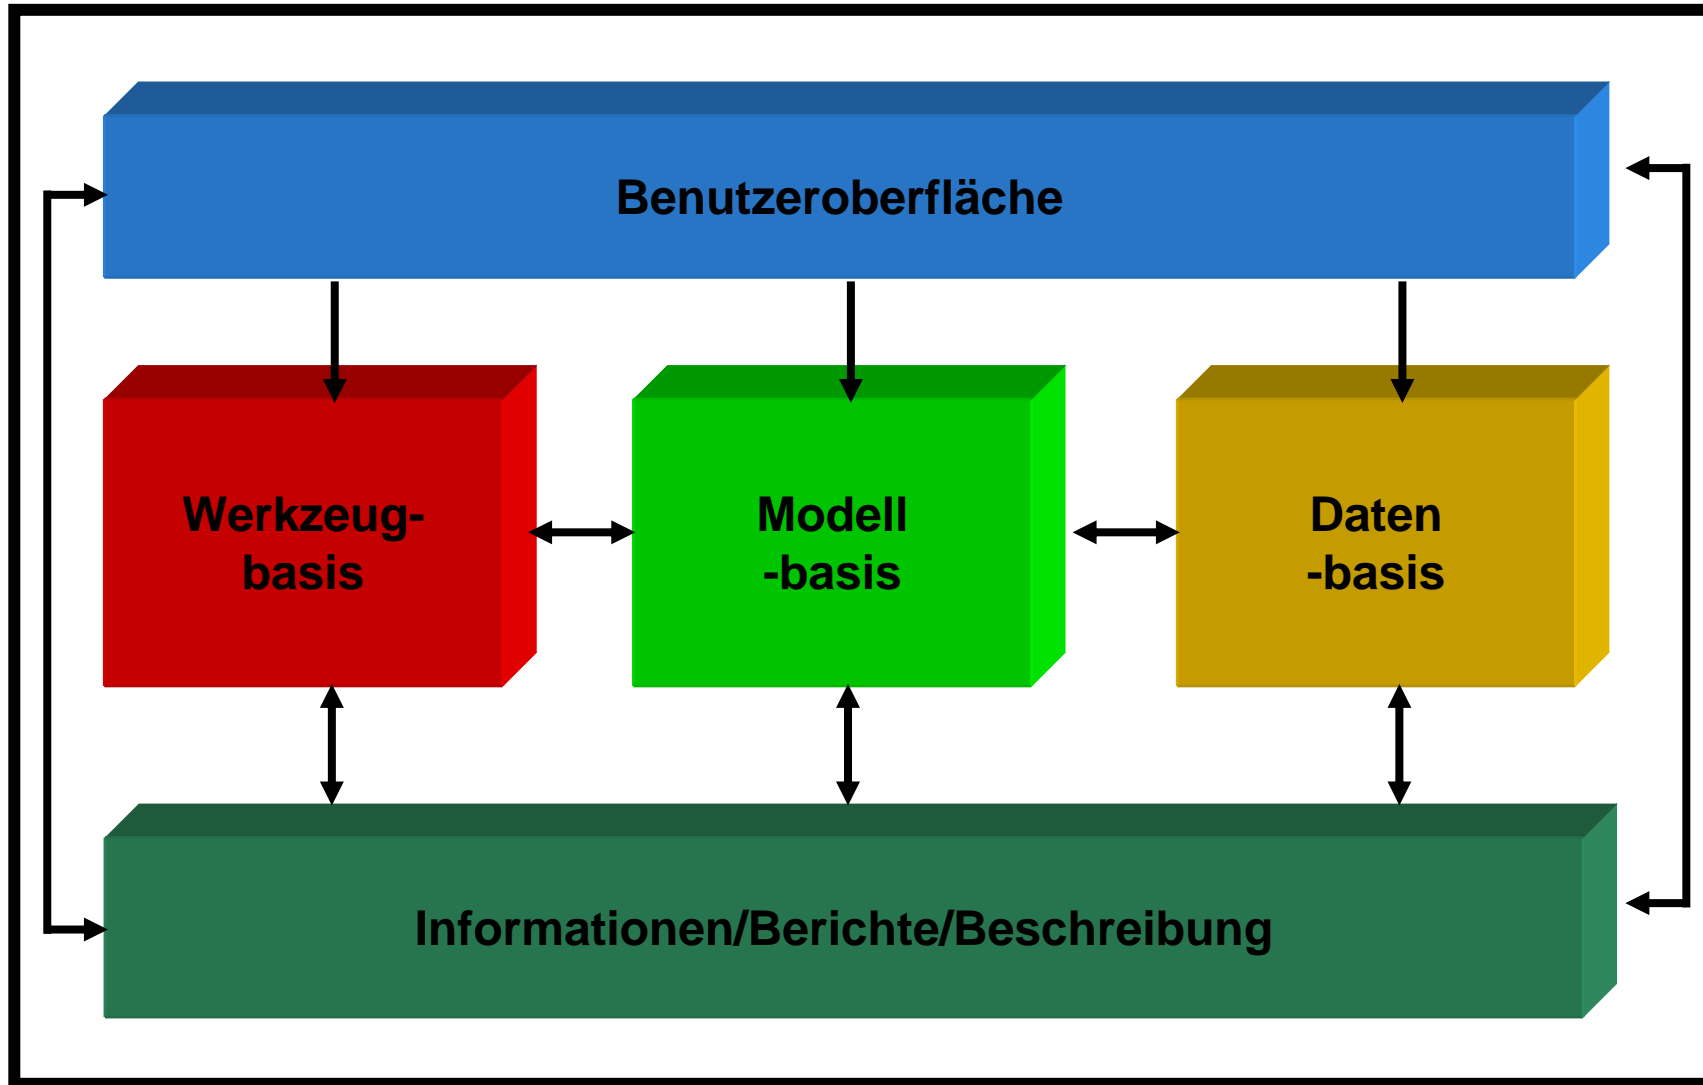 Benutzeroberfläche
Werkzeug-
basis
Modell
-basis
Daten
-basis
Informationen/Berichte/Beschreibung